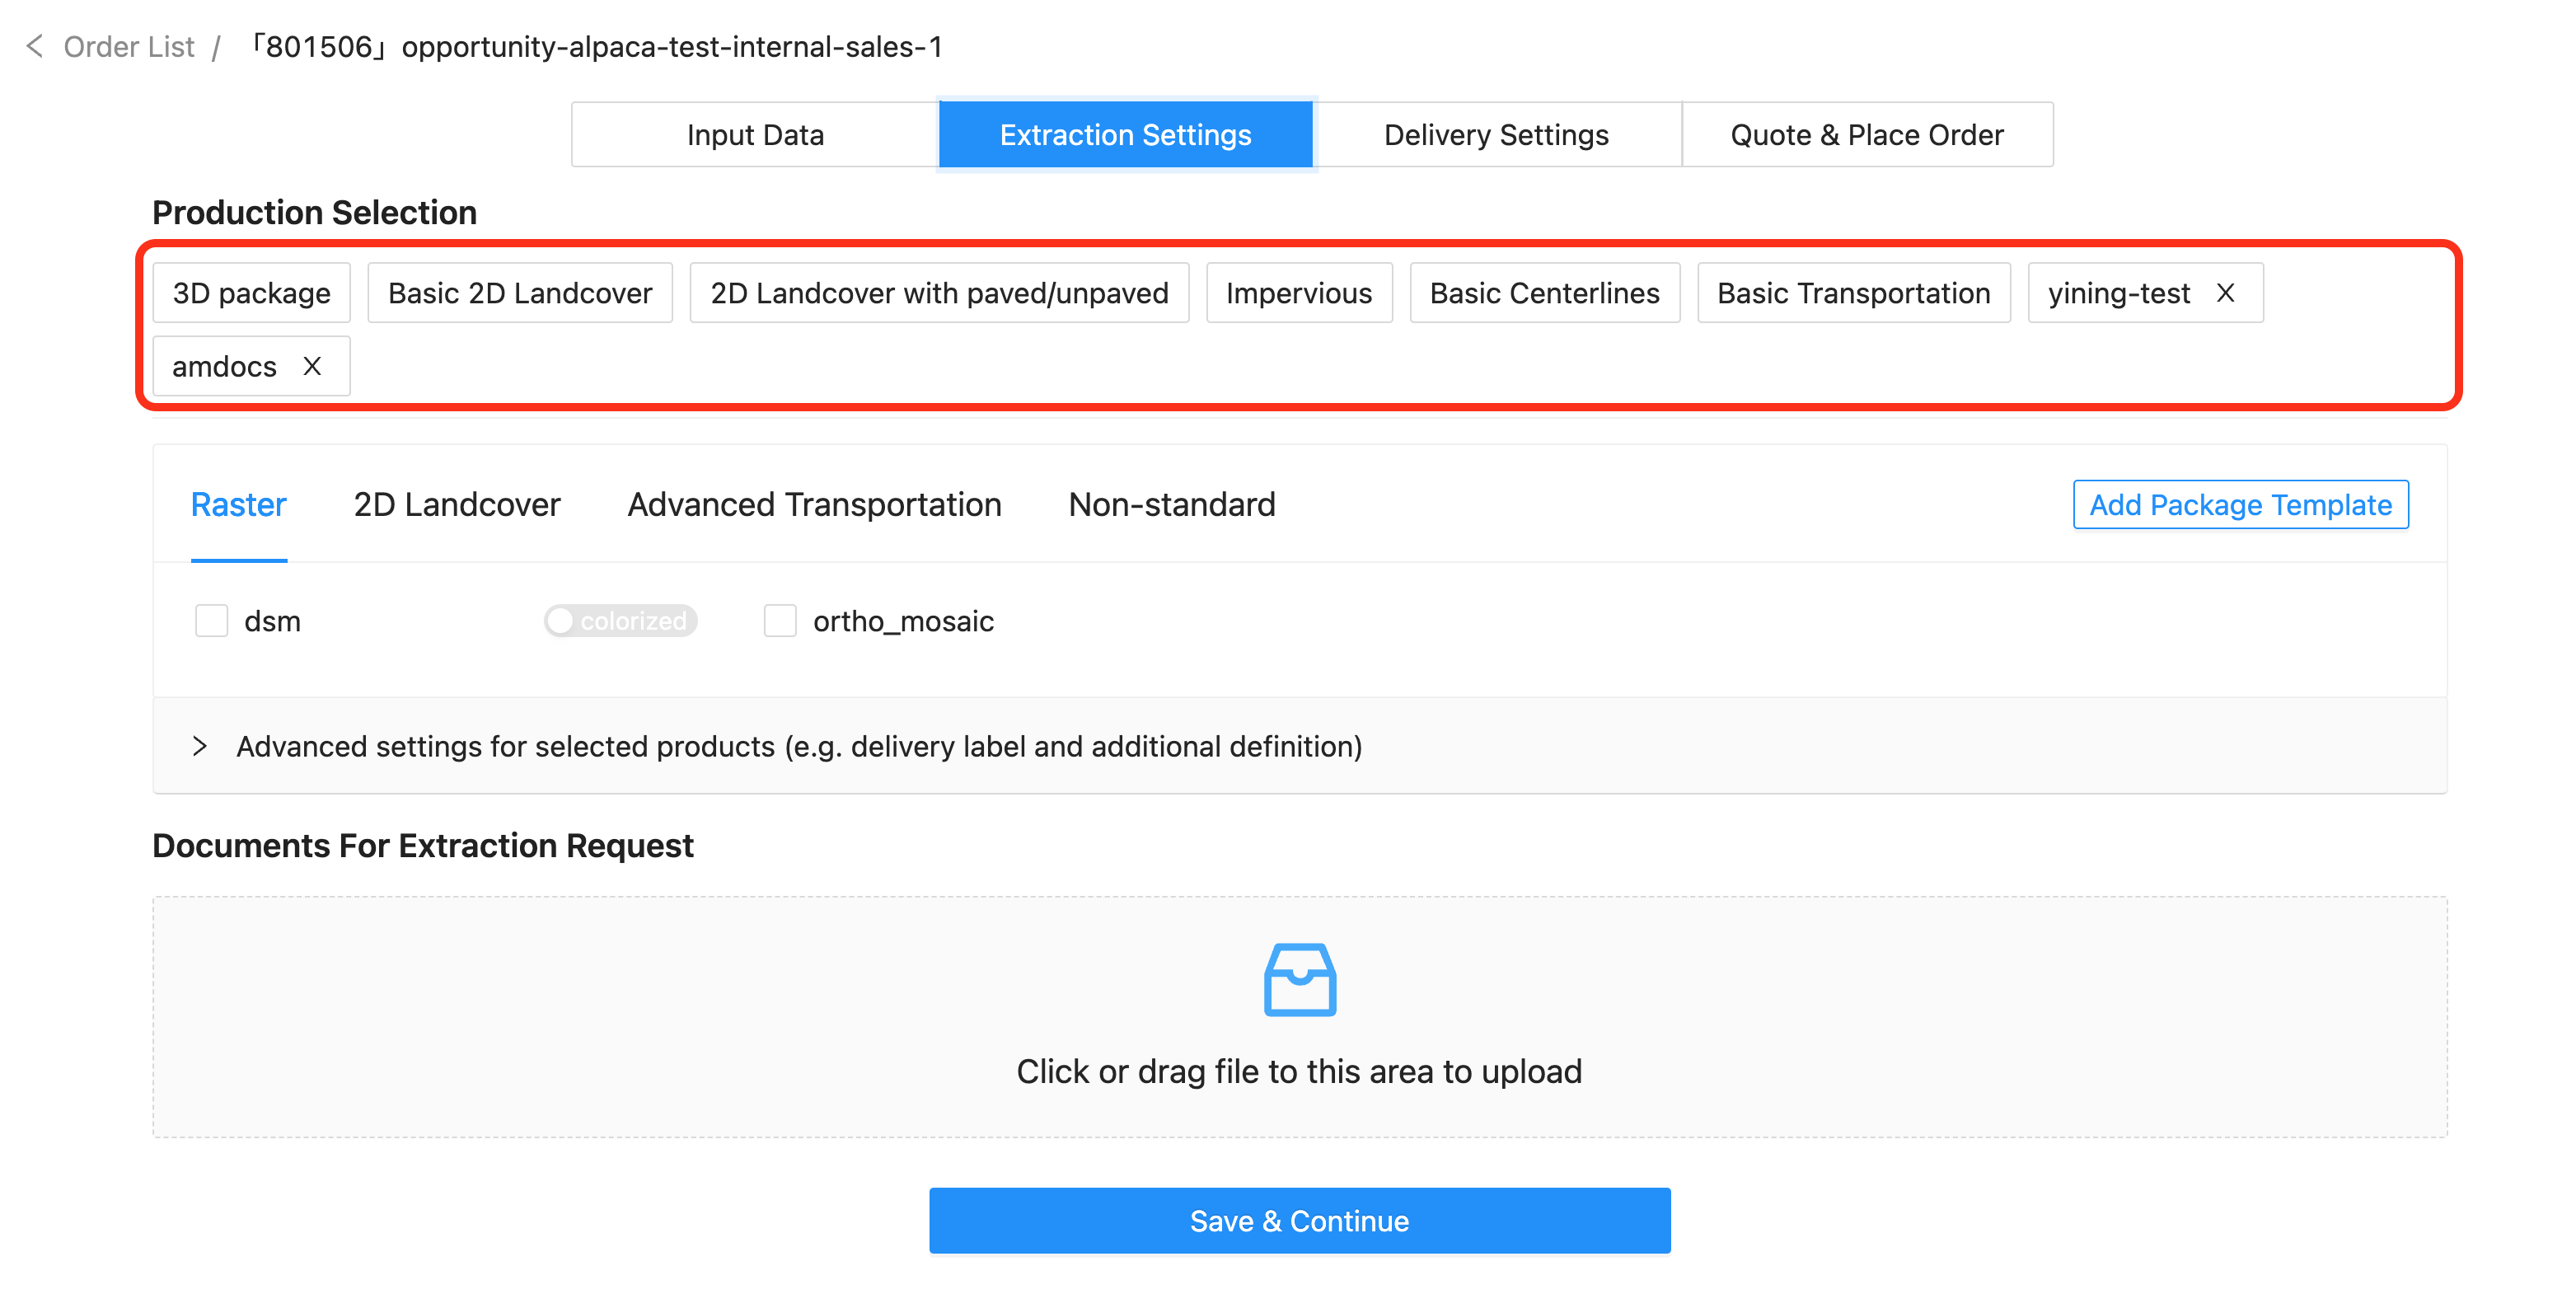 < Order List / 「801506」opportunity-alpaca-test-internal-sales-1
Input Data Extraction Settings Delivery Settings Quote & Place Order
Production Selection
3D package Basic 2D Landcover 2D Landcover with paved/unpaved Impervious Basic Centerlines Basic Transportation yining-test X
amdocs X
Raster 2D Landcover Advanced Transportation Non-standard Add Package Template
dsm colorized ortho_mosaic
> Advanced settings for selected products (e.g. delivery label and additional definition)
Documents For Extraction Request
Click or drag file to this area to upload
Save & Continue